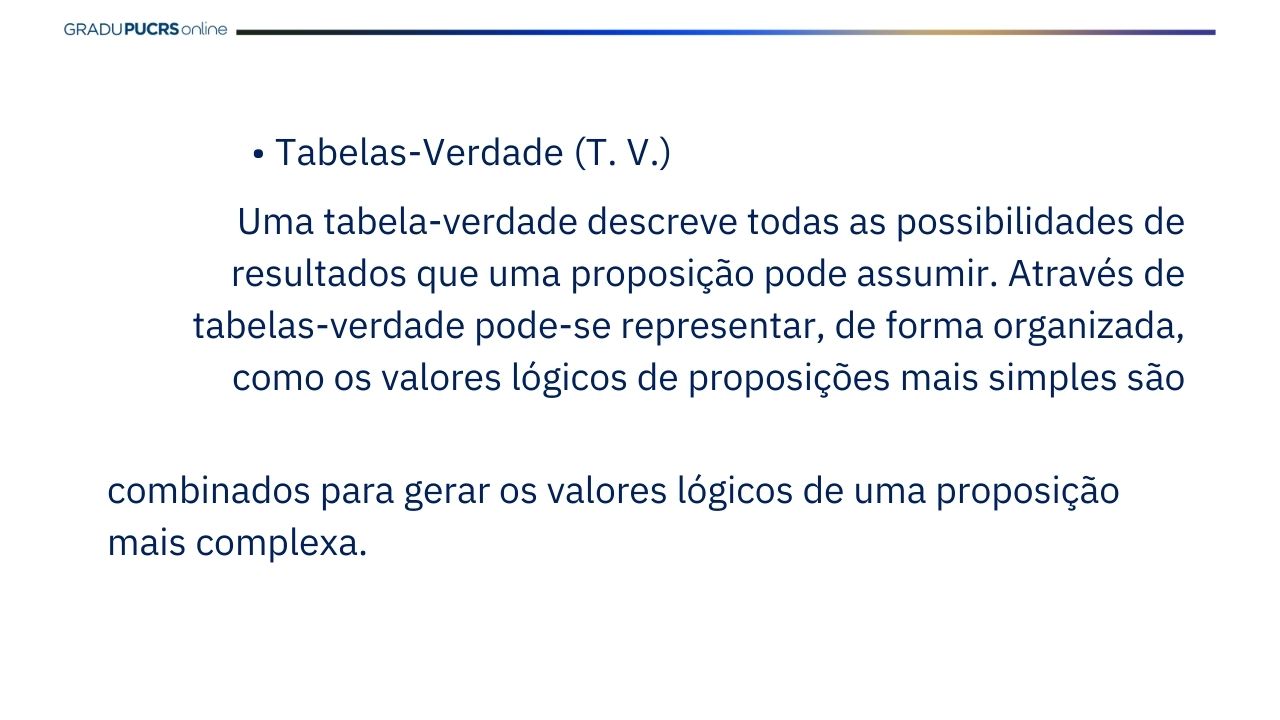 GRADUPUCRS online
• Tabelas-Verdade (T. V.)
Uma tabela-verdade descreve todas as possibilidades de
resultados que uma proposição pode assumir. Através de
tabelas-verdade pode-se representar, de forma organizada,
como os valores lógicos de proposições mais simples são
combinados para gerar os valores lógicos de uma proposição
mais complexa.